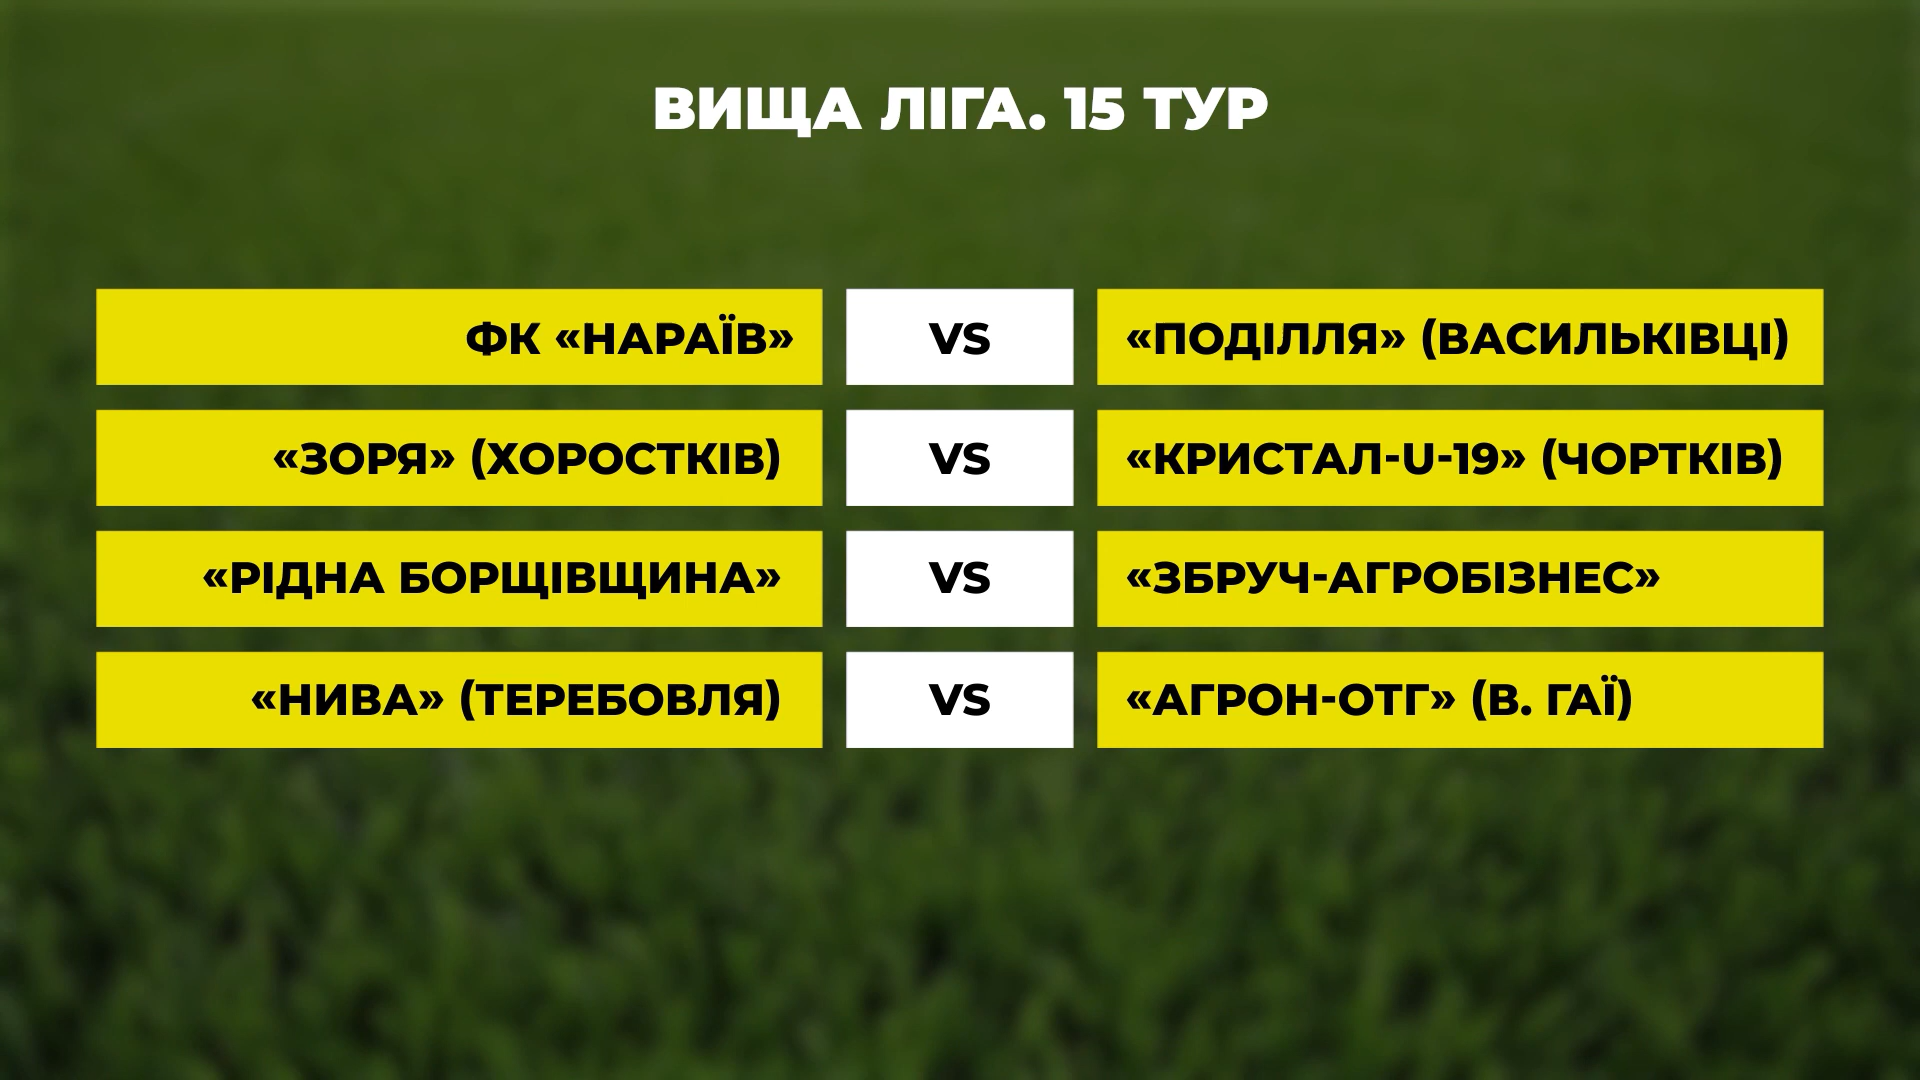 ВИЩА ЛІГА. 15 ТУР
ФК «НАРАЇВ» VS «ПОДІЛЛЯ» (ВАСИЛЬКІВЦІ)
«ЗОРЯ» (ХОРОСТКІВ) VS «КРИСТАЛ-U-19» (ЧОРТКІВ)
«РІДНА БОРЩІВЩИНА» VS «ЗБРУЧ-АГРОБІЗНЕС»
«НИВА» (ТЕРЕБОВЛЯ) VS «АГРОН-ОТГ» (В. ГАЇ)